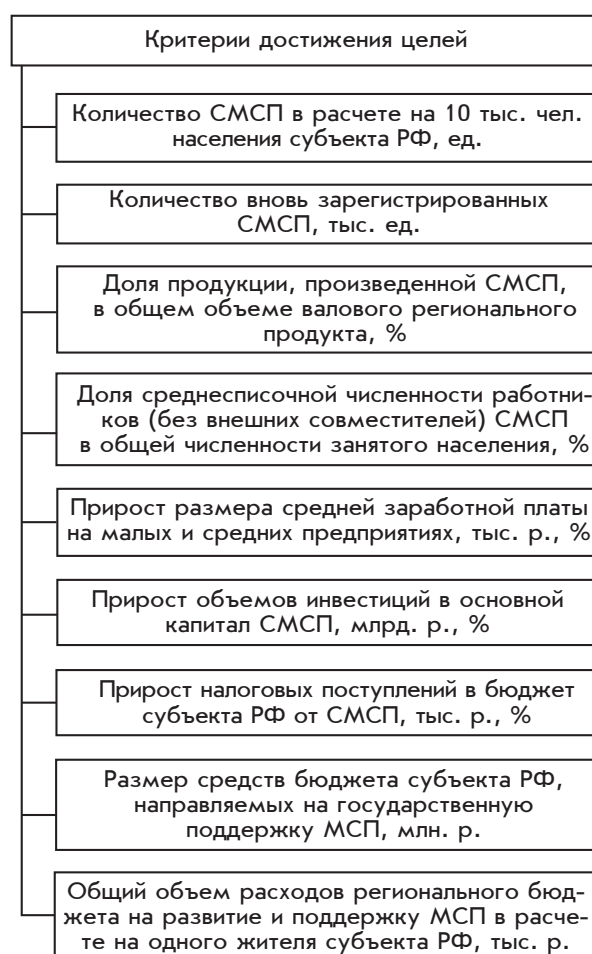 Критерии достижения целей
Количество СМСП в расчете на 10 тыс. чел.
населения субъекта РФ, ед.
Количество вновь зарегистрированных
СМСП, тыс. ед.
Доля продукции, произведенной СМСП,
в общем объеме валового регионального
продукта, %
Доля среднесписочной численности работни-
ков (без внешних совместителей) СМСП
в общей численности занятого населения, %
Прирост размера средней заработной платы
на малых и средних предприятиях, тыс. р., %
Прирост объемов инвестиций в основной
капитал СМСП, млрд. р., %
Прирост налоговых поступлений в бюджет
субъекта РФ от СМСП, тыс. р., %
Размер средств бюджета субъекта РФ,
направляемых на государственную
поддержку МСП, млн. р.
Общий объем расходов регионального бюд-
жета на развитие и поддержку МСП в расче-
те на одного жителя субъекта РФ, тыс. р.